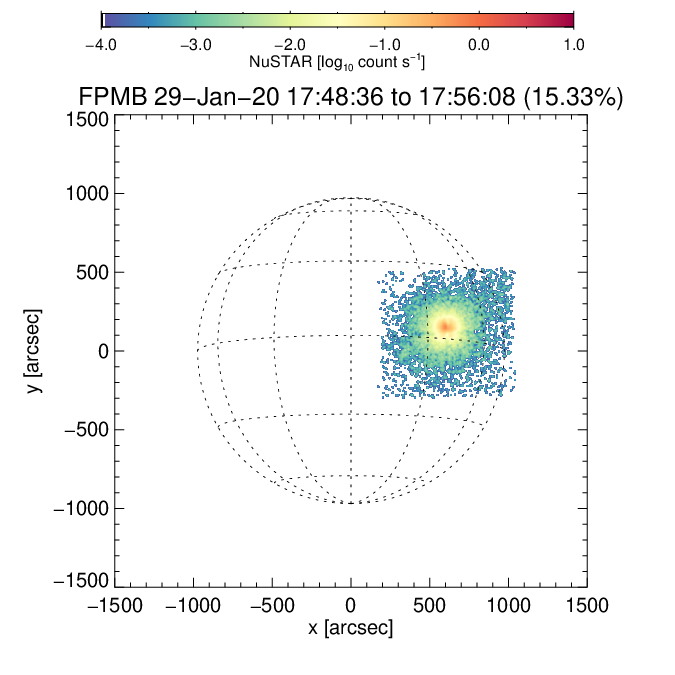 −4.0 −3.0 −2.0 −1.0 0.0 1.0
NuSTAR [log₁₀ count s⁻¹]
FPMB 29−Jan−20 17:48:36 to 17:56:08 (15.33%)
1500
1000
500
0
−500
−1000
−1500
y [arcsec]
−1500 −1000 −500 0 500 1000 1500
x [arcsec]